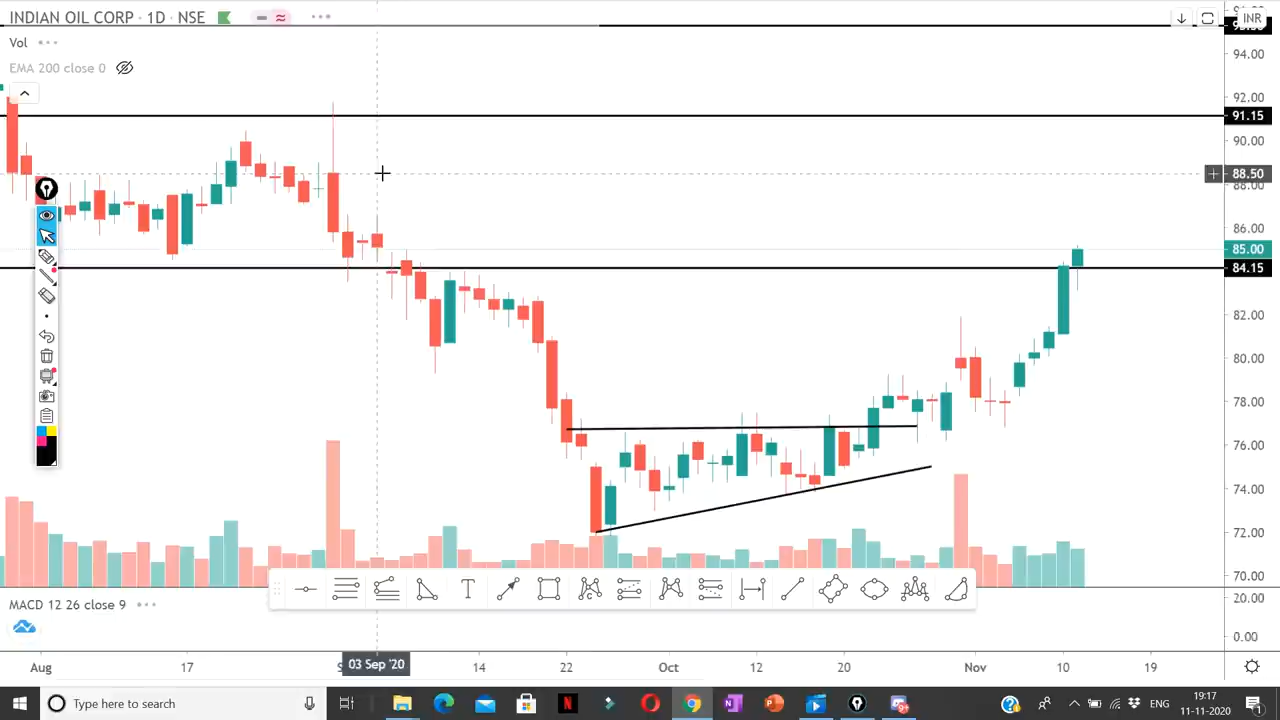 INDIAN OIL CORP · 1D · NSE
INR
Vol
EMA 200 close 0
94.00
92.00
91.15
90.00
88.50
88.00
86.00
85.00
84.15
82.00
80.00
78.00
76.00
74.00
72.00
70.00
T
C
MACD 12 26 close 9
20.00
0.00
Aug
17
03 Sep '20
14
22
Oct
12
20
Nov
10
19
Type here to search
ENG
19:17
11-11-2020